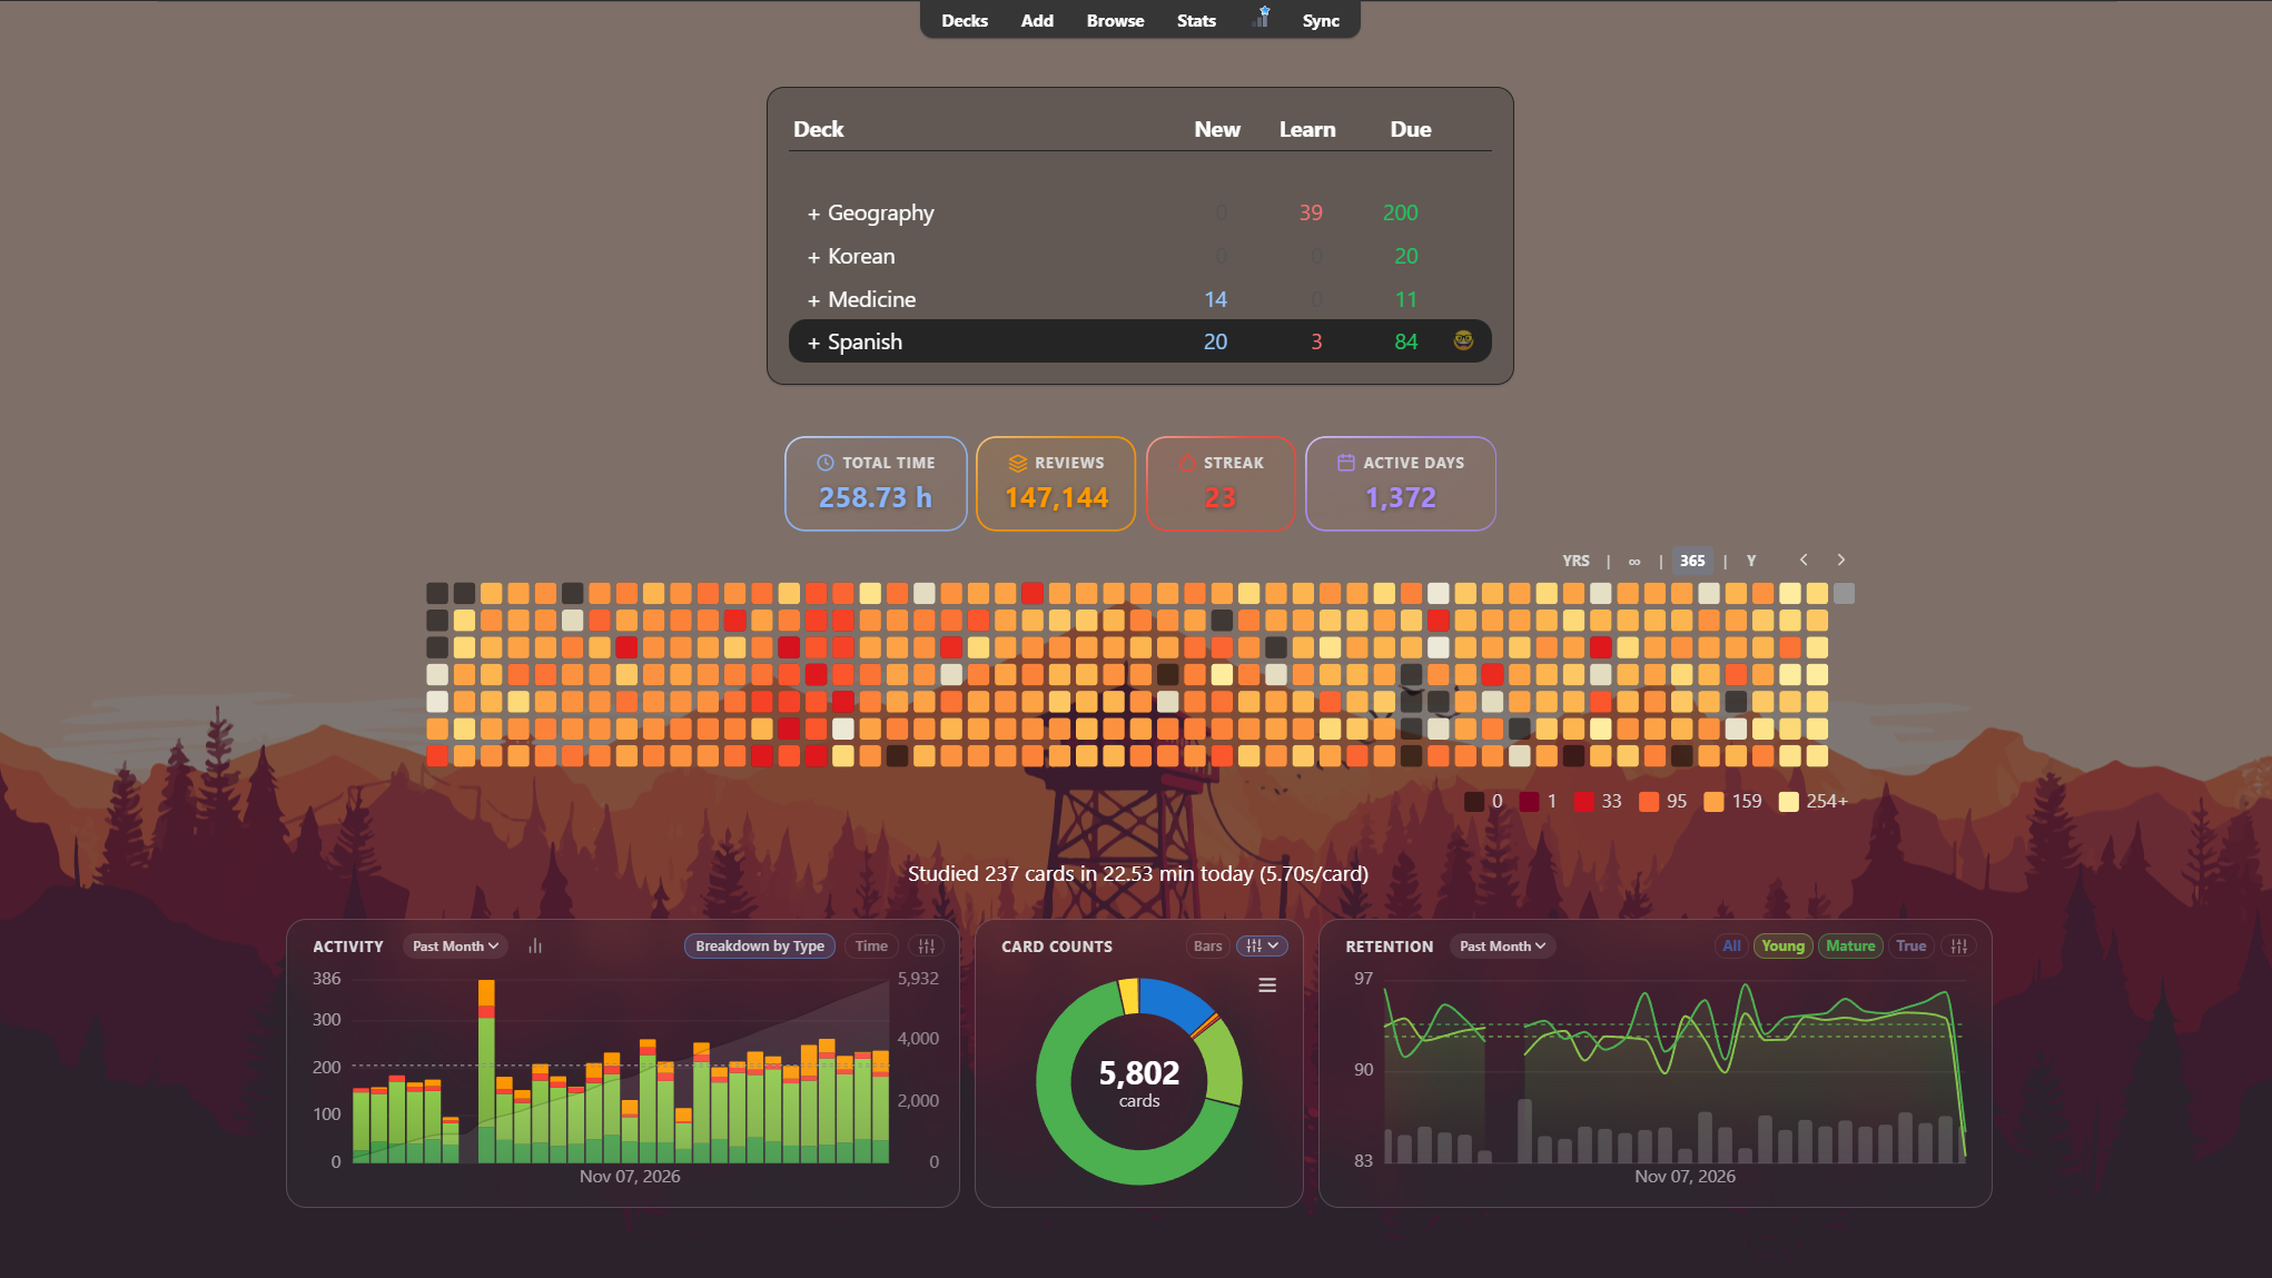 Decks Add Browse Stats Sync
Deck New Learn Due
+ Geography 0 39 200
+ Korean 0 0 20
+ Medicine 14 0 11
+ Spanish 20 3 84
TOTAL TIME
258.73 h
REVIEWS
147,144
STREAK
23
ACTIVE DAYS
1,372
YRS | ∞ | 365 | Y < >
0 1 33 95 159 254+
Studied 237 cards in 22.53 min today (5.70s/card)
ACTIVITY Past Month Breakdown by Type Time
386 5,932
300
4,000
200
2,000
100
0 0
Nov 07, 2026
CARD COUNTS Bars
5,802
cards
RETENTION Past Month All Young Mature True
97
90
83
Nov 07, 2026